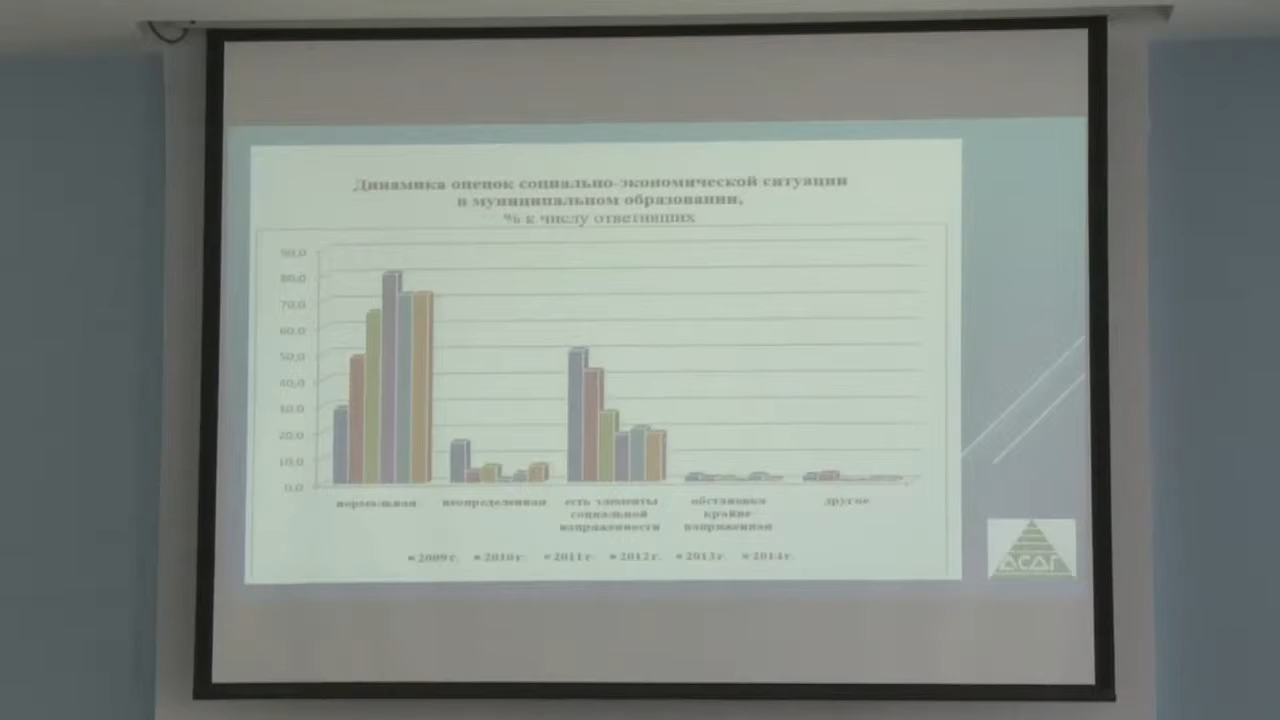 Динамика оценок социально-экономической ситуации
в муниципальном образовании,
% к числу ответивших
90,0
80,0
70,0
60,0
50,0
40,0
30,0
20,0
10,0
0,0
нормальная
неопределенная
есть элементы
социальной
напряженности
обстановка
крайне
напряженная
другое
2009 г. 2010 г. 2011 г. 2012 г. 2013 г. 2014 г.
АСДГ